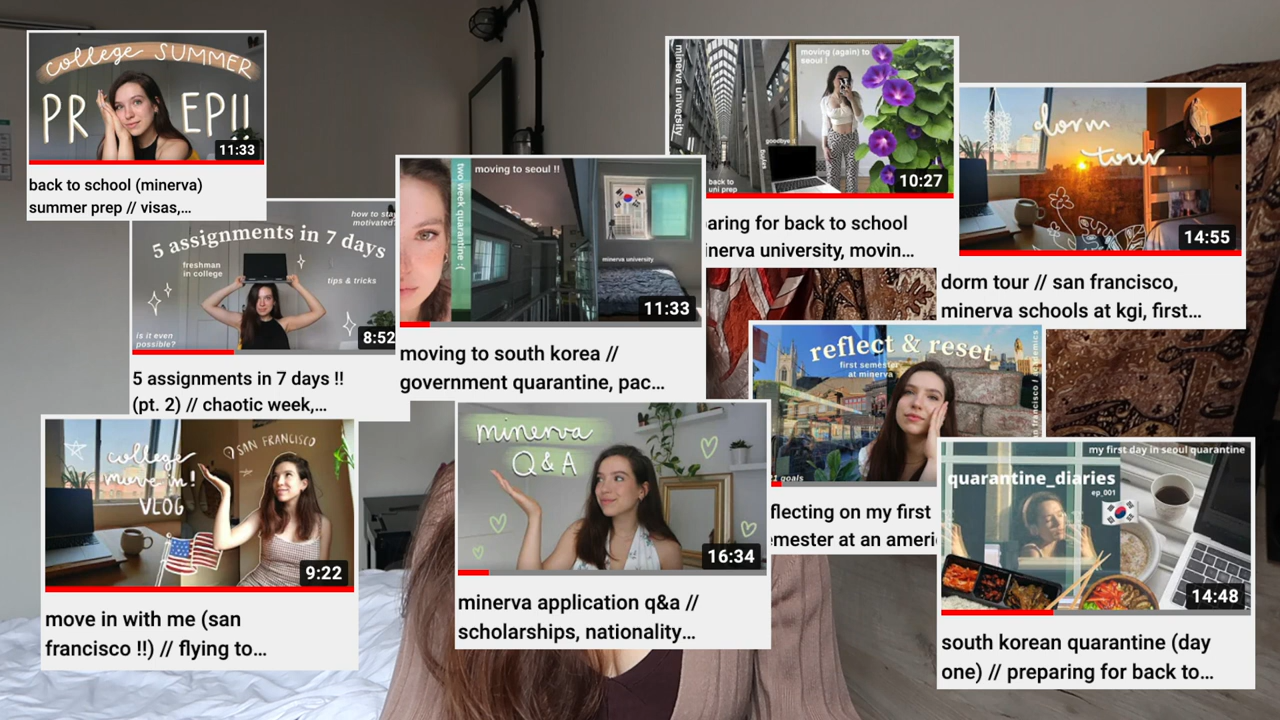 college SUMMER
PR EP!!
11:33
back to school (minerva)
summer prep // visas,...
how to stay
motivated?
5 assignments in 7 days
freshman
in college
tips & tricks
is it even
possible?
8:52
5 assignments in 7 days !!
(pt. 2) // chaotic week,...
college
move in!
VLOG
SAN FRANCISCO
9:22
move in with me (san
francisco !!) // flying to...
two week quarantine :(
moving to seoul !!
minerva university
11:33
moving to south korea //
government quarantine, pac...
minerva
Q & A
16:34
minerva application q&a //
scholarships, nationality...
minerva university
moving (again) to
seoul !
goodbye
back to
uni prep
10:27
aring for back to school
inerva university, movin...
dorm
tour
14:55
dorm tour // san francisco,
minerva schools at kgi, first...
reflect & reset
first semester
at minerva
francisco / academics
21 goals
flecting on my first
emester at an ameri
my first day in seoul quarantine
quarantine_diaries
ep_001
14:48
south korean quarantine (day
one) // preparing for back to...